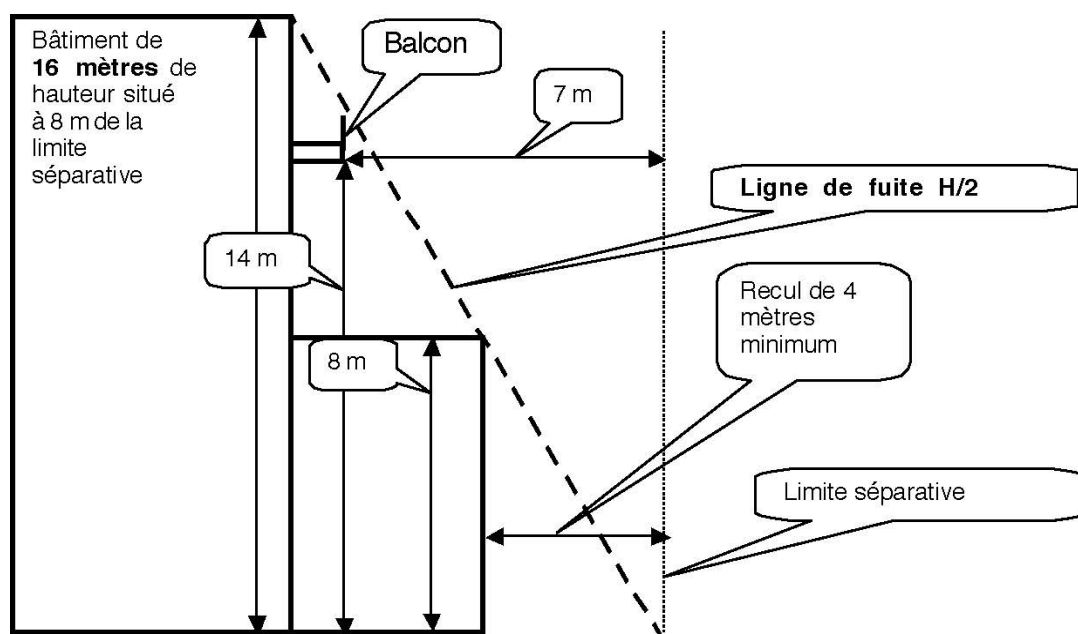 Bâtiment de
16 mètres de
hauteur situé
à 8 m de la
limite
séparative
Balcon
7 m
Ligne de fuite H/2
14 m
Recul de 4
mètres
minimum
8 m
Limite séparative